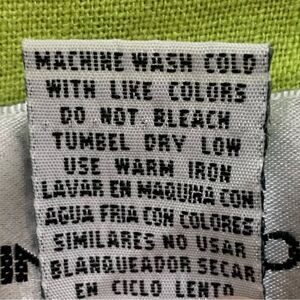 MACHINE WASH COLD
WITH LIKE COLORS
DO NOT BLEACH
TUMBEL DRY LOW
USE WARM IRON
LAVAR EN MAQUINA CON
AGUA FRIA CON COLORES
SIMILARES NO USAR
BLANQUEADOR SECAR
EN CICLO LENTO